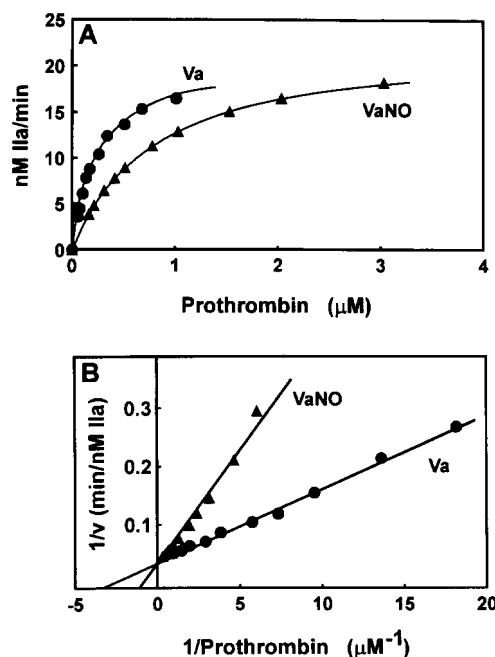 A
nM IIa/min
25
20
15
10
5
0
Va
VaNO
0
1
2
3
4
Prothrombin (µM)
B
1/v (min/nM IIa)
0.3
0.2
0.1
VaNO
Va
-5
0
5
10
15
20
1/Prothrombin (µM⁻¹)